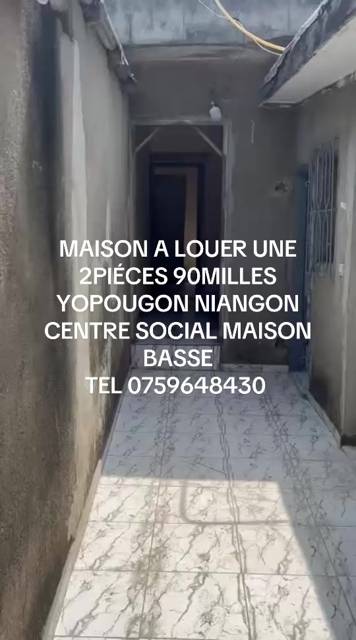 MAISON A LOUER UNE
2PIÉCES 90MILLES
YOPOUGON NIANGON
CENTRE SOCIAL MAISON
BASSE
TEL 0759648430